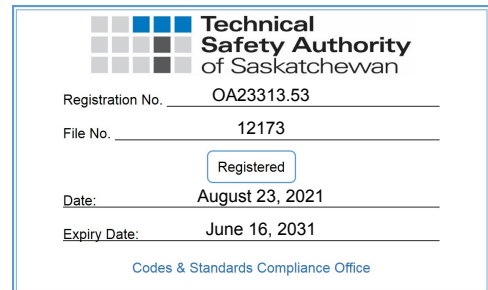 Technical
Safety Authority
of Saskatchewan
Registration No. OA23313.53
File No. 12173
Registered
Date: August 23, 2021
Expiry Date: June 16, 2031
Codes & Standards Compliance Office